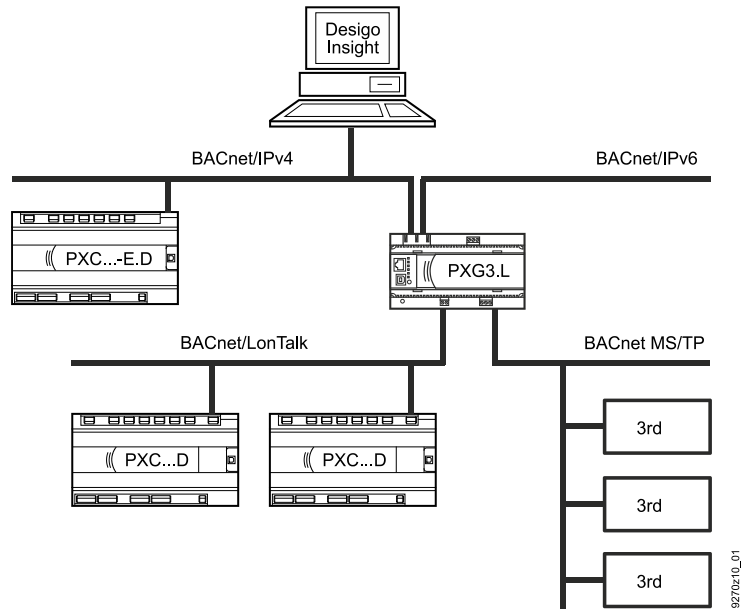 Desigo
Insight
BACnet/IPv4
BACnet/IPv6
PXC...-E.D
PXG3.L
BACnet/LonTalk
BACnet MS/TP
PXC...D
PXC...D
3rd
3rd
3rd
9270z10_01